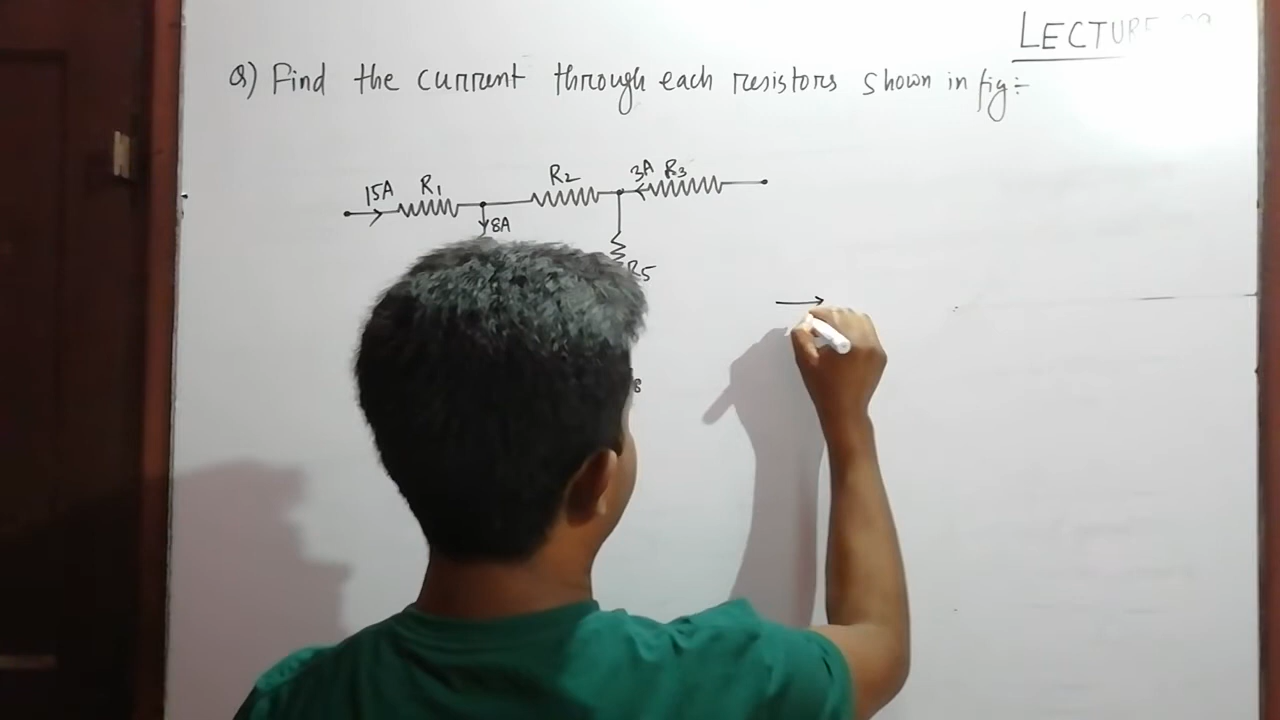 LECTURE
Q) Find the current through each resistors shown in fig:-
15A R1 R2 3A R3
8A
R5